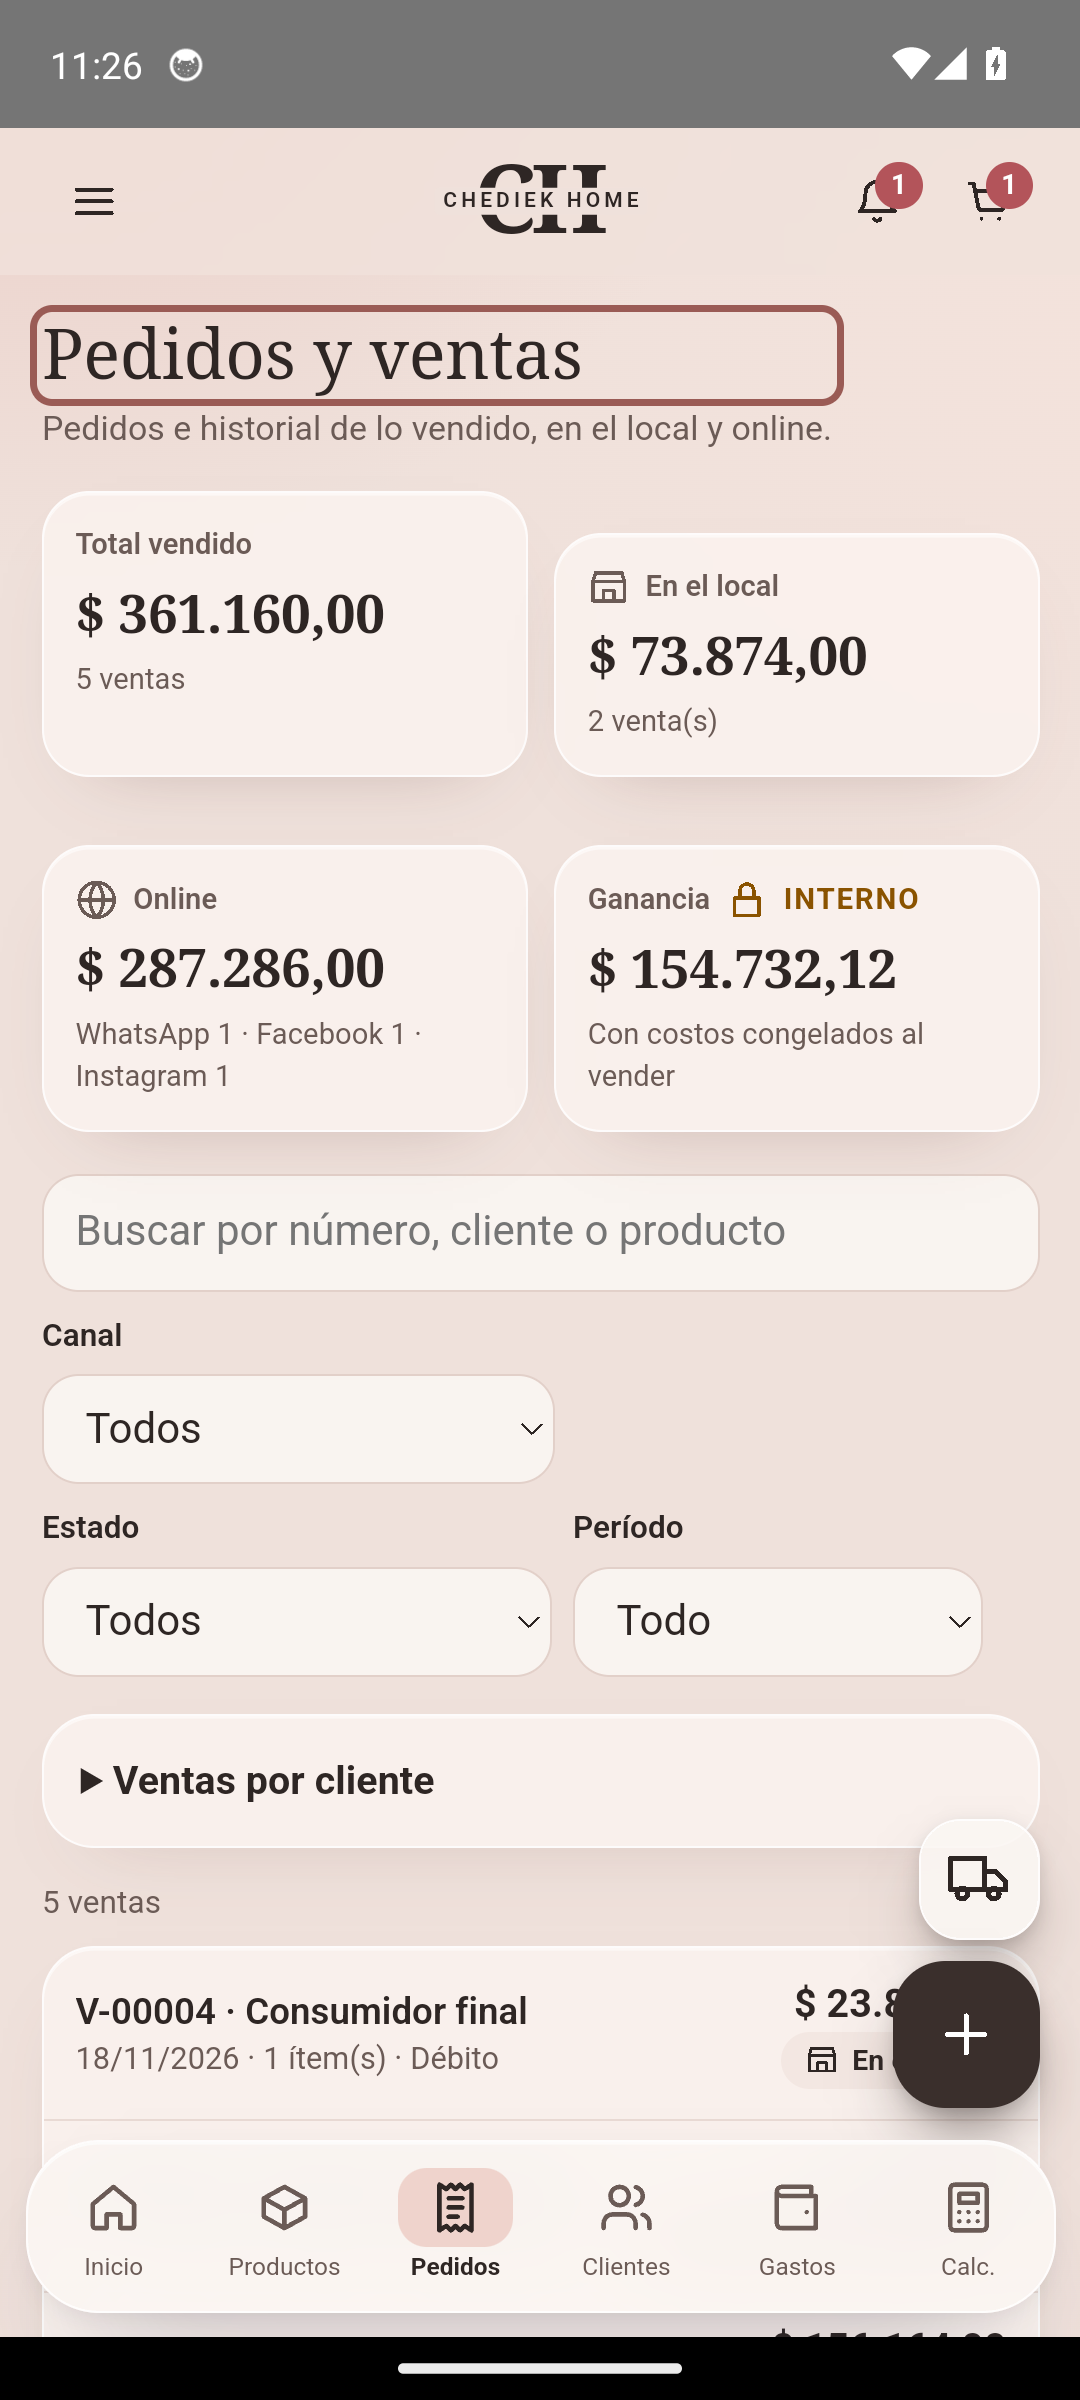 11:26
CH
CHEDIEK HOME
1
1
Pedidos y ventas
Pedidos e historial de lo vendido, en el local y online.
Total vendido
$ 361.160,00
5 ventas
En el local
$ 73.874,00
2 venta(s)
Online
$ 287.286,00
WhatsApp 1 · Facebook 1 ·
Instagram 1
Ganancia INTERNO
$ 154.732,12
Con costos congelados al
vender
Buscar por número, cliente o producto
Canal
Todos
Estado
Todos
Período
Todo
▶ Ventas por cliente
5 ventas
V-00004 · Consumidor final
18/11/2026 · 1 ítem(s) · Débito
$ 23.8
En
+
Inicio
Productos
Pedidos
Clientes
Gastos
Calc.